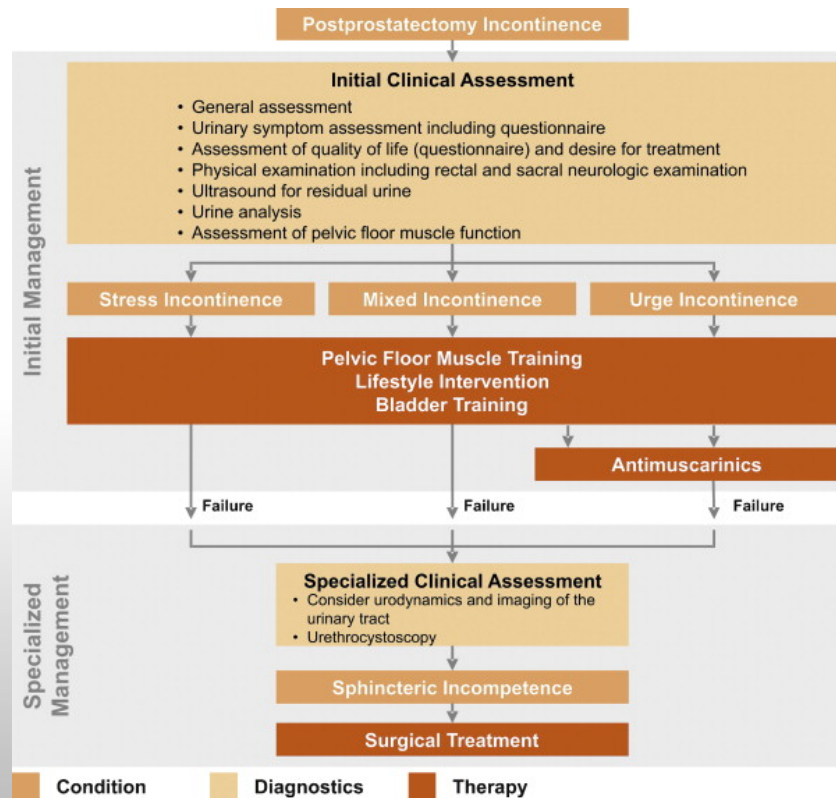 Postprostatectomy Incontinence
Initial Management
Initial Clinical Assessment
• General assessment
• Urinary symptom assessment including questionnaire
• Assessment of quality of life (questionnaire) and desire for treatment
• Physical examination including rectal and sacral neurologic examination
• Ultrasound for residual urine
• Urine analysis
• Assessment of pelvic floor muscle function
Stress Incontinence
Mixed Incontinence
Urge Incontinence
Pelvic Floor Muscle Training
Lifestyle Intervention
Bladder Training
Antimuscarinics
Failure
Failure
Failure
Specialized
Management
Specialized Clinical Assessment
• Consider urodynamics and imaging of the
urinary tract
• Urethrocystoscopy
Sphincteric Incompetence
Surgical Treatment
Condition
Diagnostics
Therapy